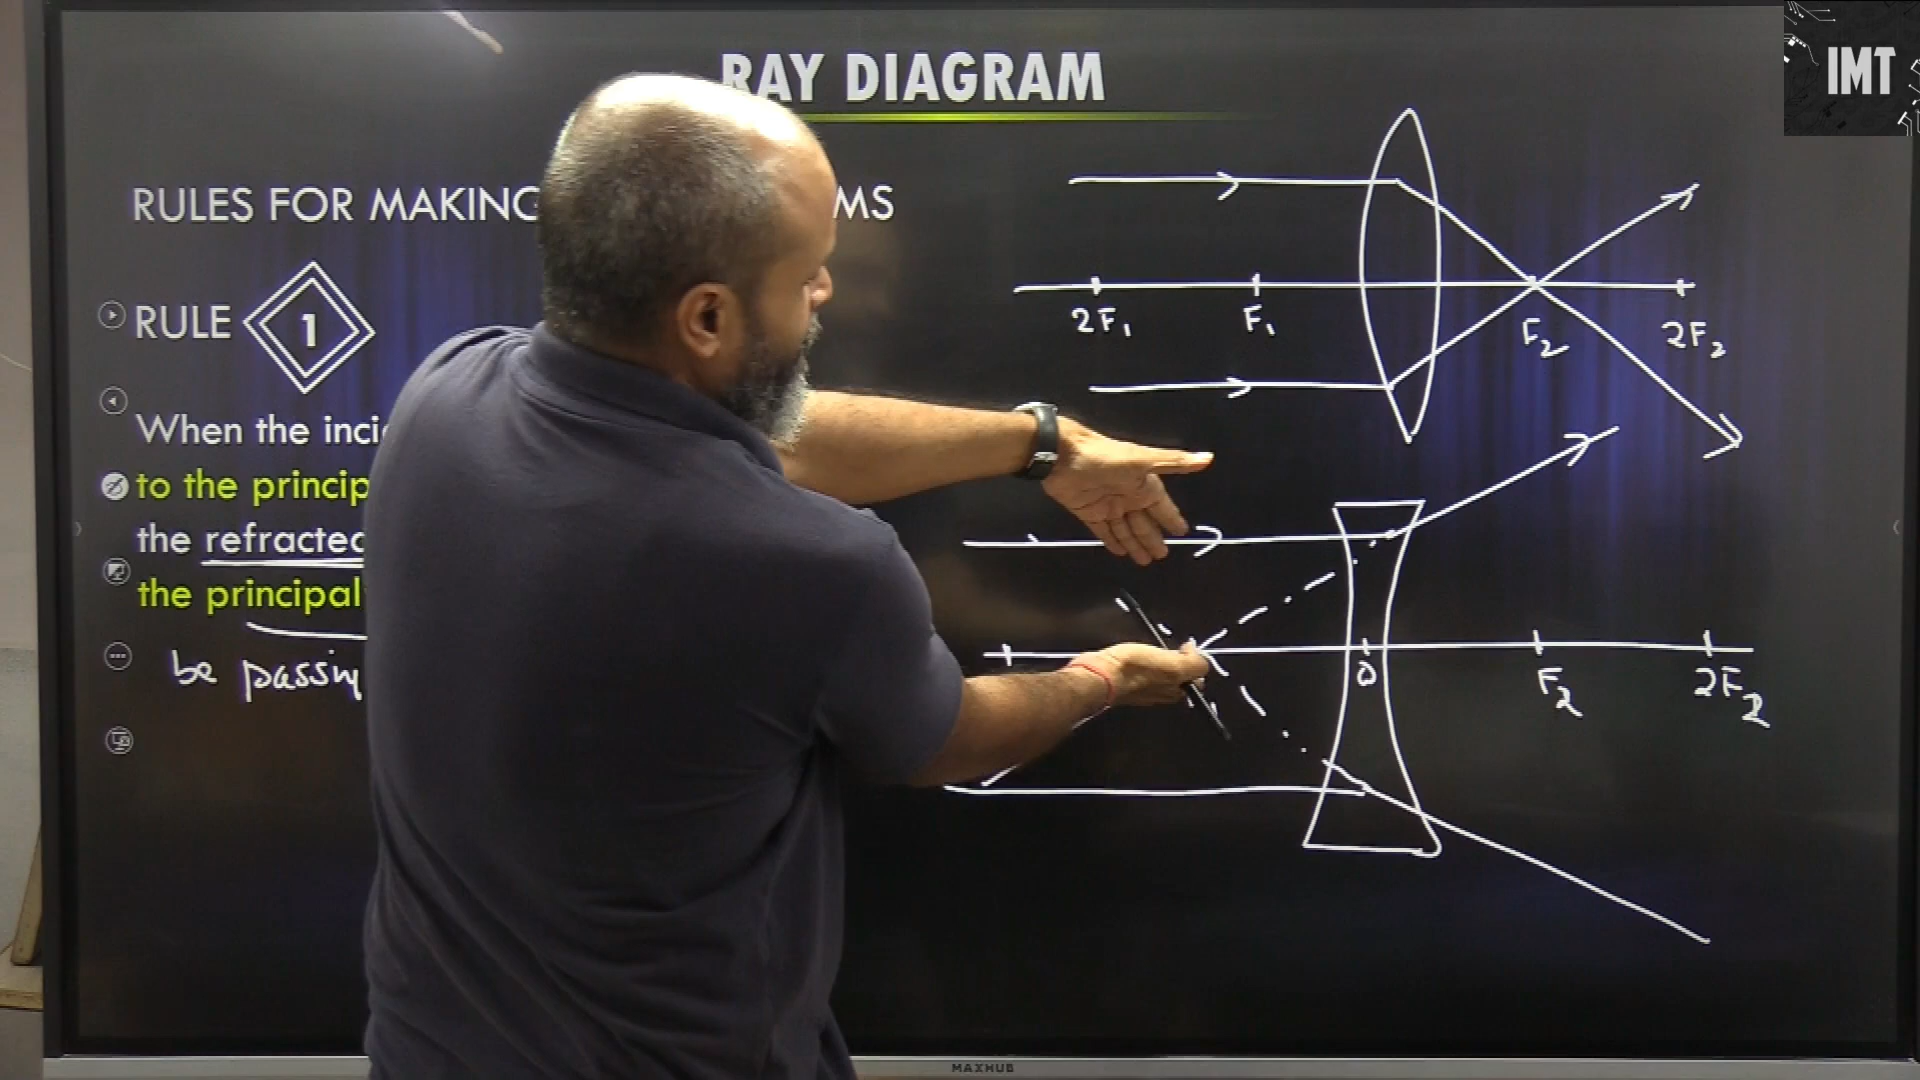 RAY DIAGRAM
IMT
RULES FOR MAKING MS
RULE 1
When the inci
to the princip
the refracted
the principal
be passin
2F₁ F₁ F₂ 2F₂
O F₂ 2F₂
MAXHUB